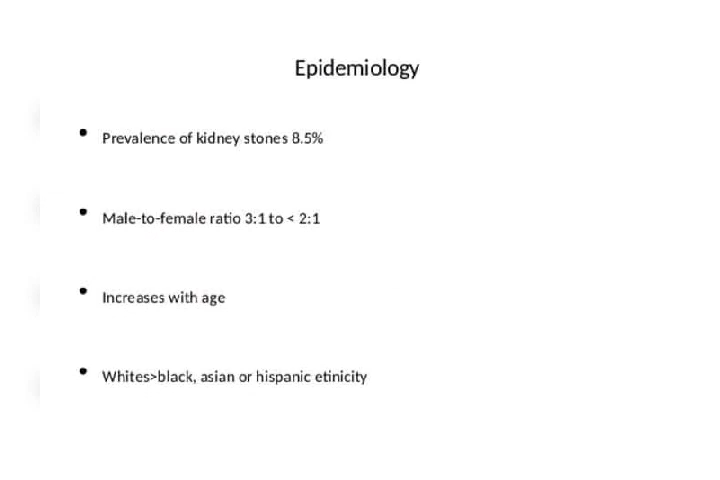 Epidemiology
• Prevalence of kidney stones 8.5%
• Male-to-female ratio 3:1 to < 2:1
• Increases with age
• Whites>black, asian or hispanic etinicity